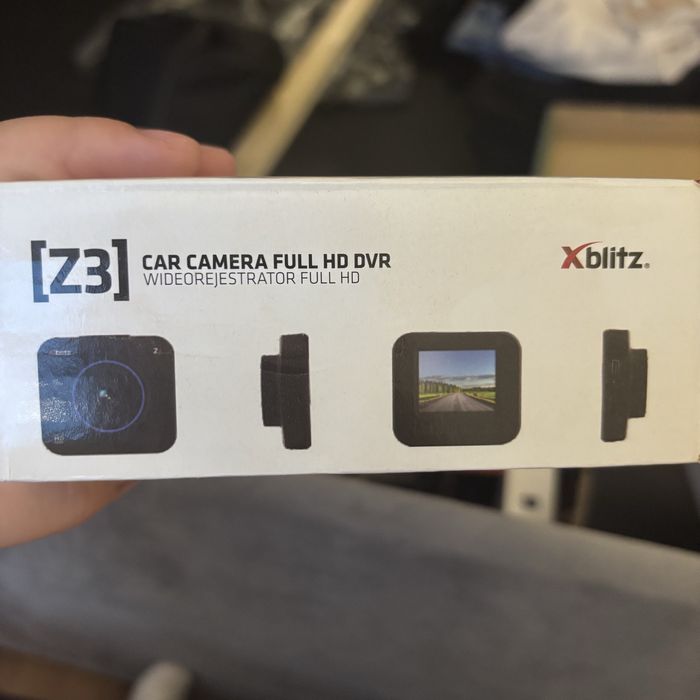 [Z3]
CAR CAMERA FULL HD DVR
WIDEOREJESTRATOR FULL HD
Xblitz®